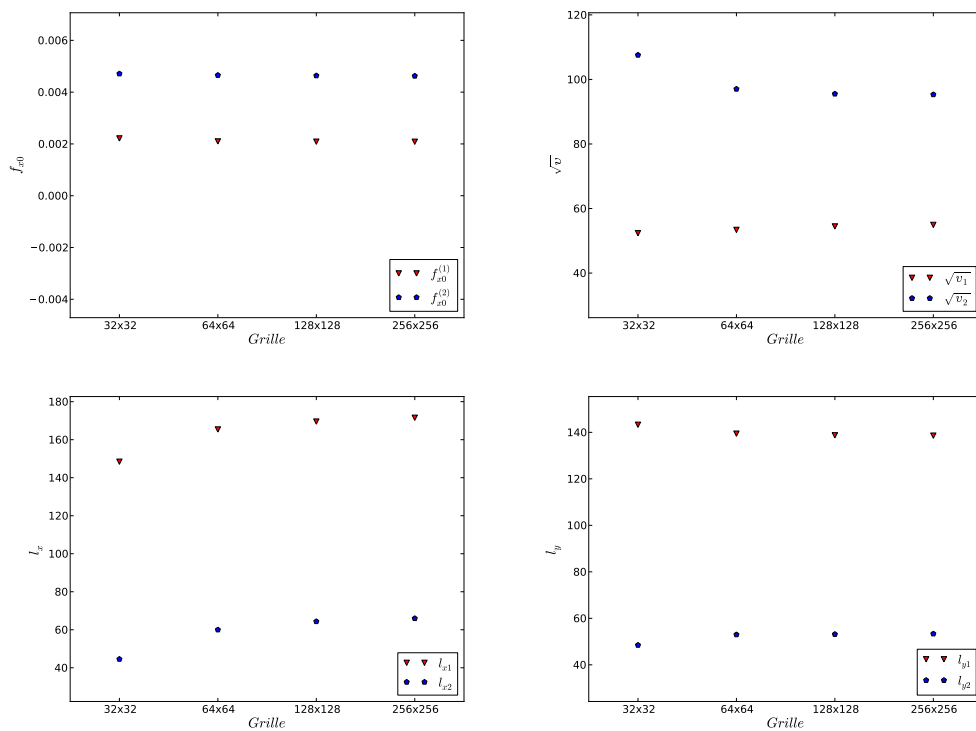 0.006
0.004
0.002
0.000
−0.002
−0.004
f_{x0}
f_{x0}^{(1)}
f_{x0}^{(2)}
32x32 64x64 128x128 256x256
Grille
120
100
80
60
40
√v
√v_1
√v_2
32x32 64x64 128x128 256x256
Grille
180
160
140
120
100
80
60
40
l_x
l_{x1}
l_{x2}
32x32 64x64 128x128 256x256
Grille
140
120
100
80
60
40
l_y
l_{y1}
l_{y2}
32x32 64x64 128x128 256x256
Grille